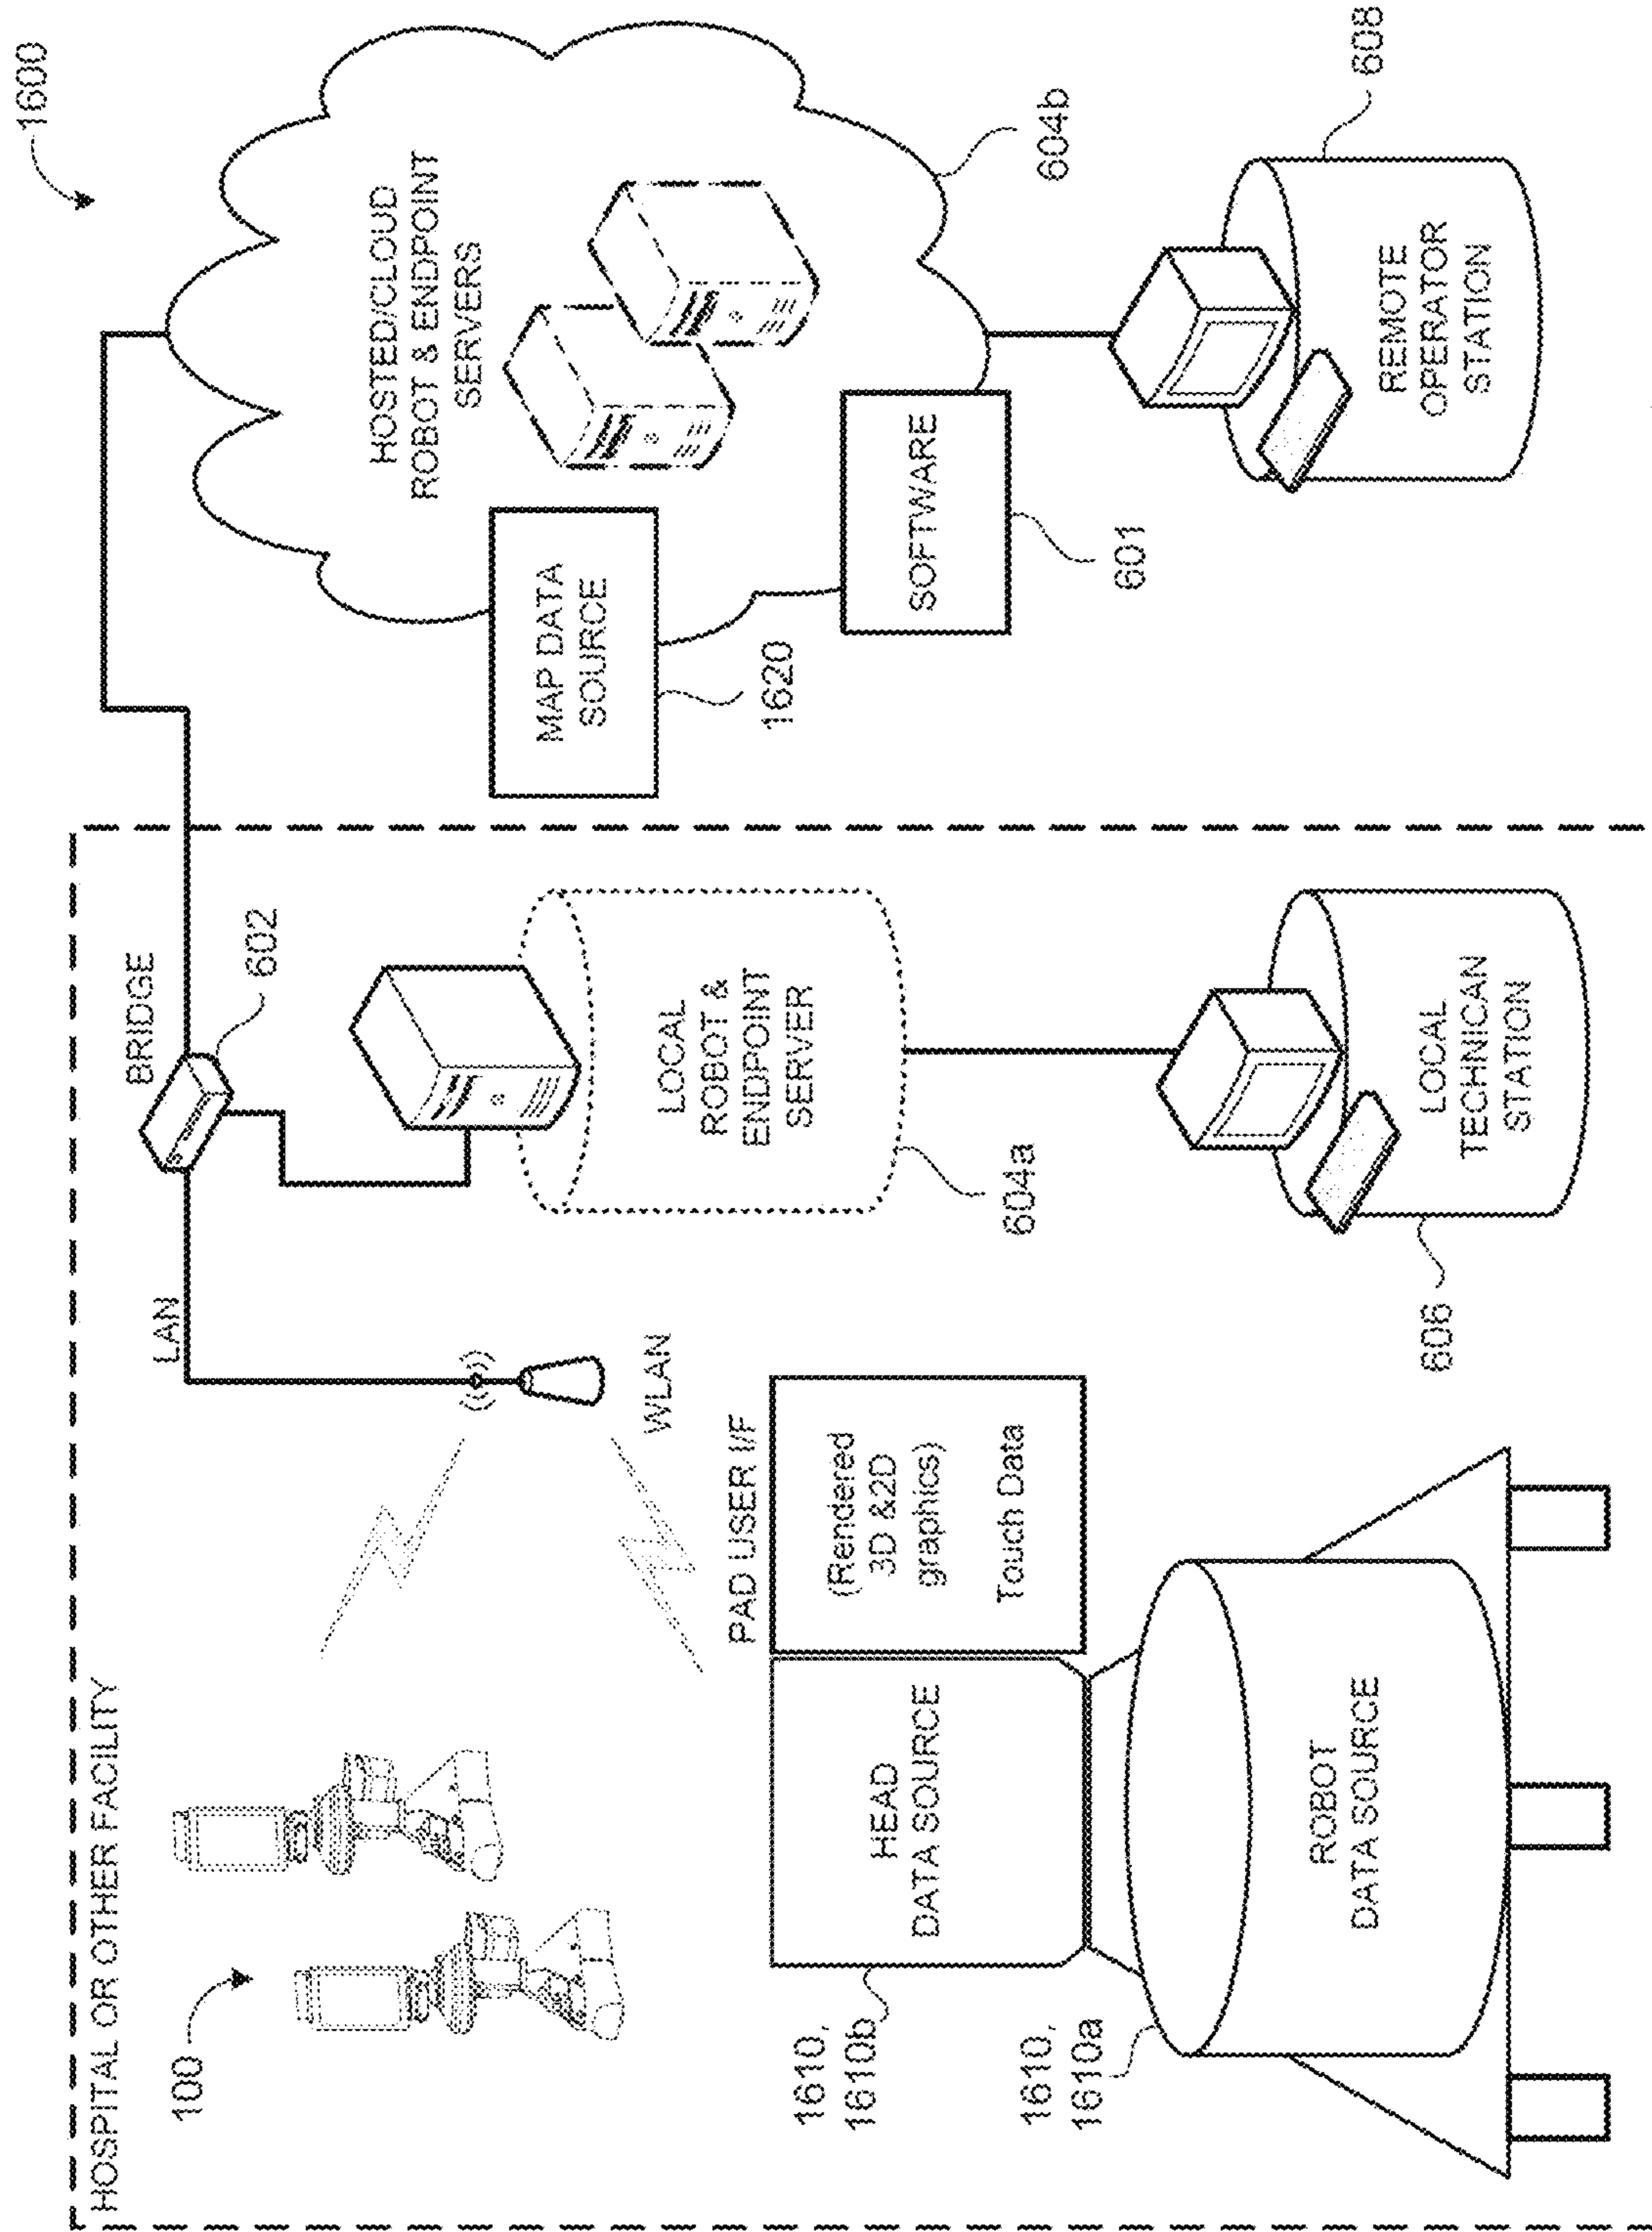 1600
HOSPITAL OR OTHER FACILITY
100
LAN
BRIDGE
602
WLAN
HOSTED/CLOUD
ROBOT & ENDPOINT
SERVERS
604b
MAP DATA
SOURCE
1620
SOFTWARE
601
LOCAL
ROBOT &
ENDPOINT
SERVER
604a
PAD USER I/F
(Rendered
3D &2D
graphics)
Touch Data
HEAD
DATA SOURCE
1610,
1610b
1610,
1610a
ROBOT
DATA SOURCE
LOCAL
TECHNICAN
STATION
606
REMOTE
OPERATOR
STATION
608